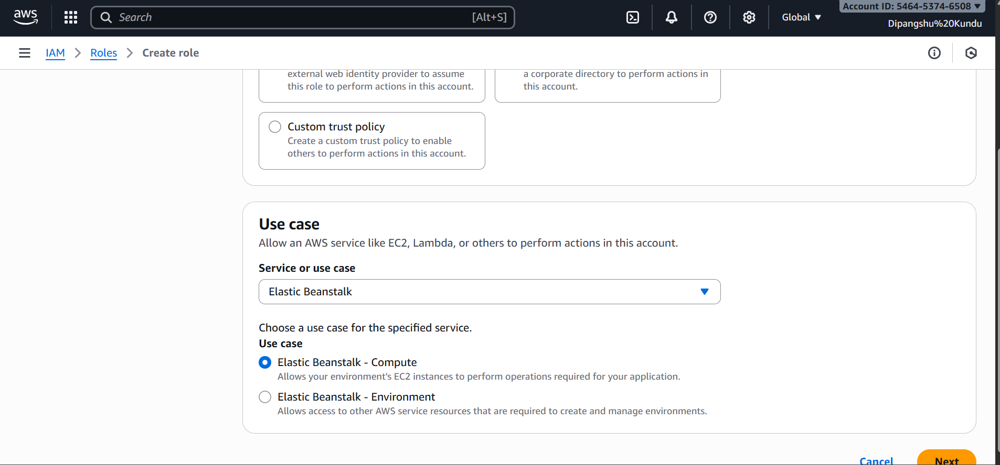 aws
Search
[Alt+S]
Global
Account ID: 5464-5374-6508
Dipangshu%20Kundu
IAM
Roles
Create role
external web identity provider to assume
this role to perform actions in this account.
a corporate directory to perform actions in
this account.
Custom trust policy
Create a custom trust policy to enable
others to perform actions in this account.
Use case
Allow an AWS service like EC2, Lambda, or others to perform actions in this account.
Service or use case
Elastic Beanstalk
Choose a use case for the specified service.
Use case
Elastic Beanstalk - Compute
Allows your environment's EC2 instances to perform operations required for your application.
Elastic Beanstalk - Environment
Allows access to other AWS service resources that are required to create and manage environments.
Cancel
Next